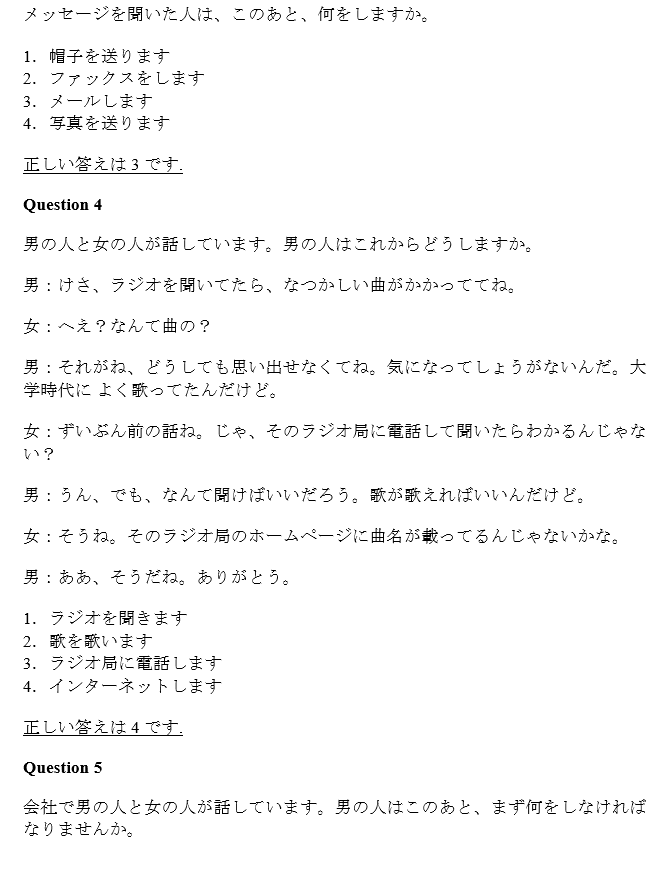 メッセージを聞いた人は、このあと、何をしますか。
1. 帽子を送ります
2. ファックスをします
3. メールします
4. 写真を送ります
正しい答えは 3 です.
Question 4
男の人と女の人が話しています。男の人はこれからどうしますか。
男：けさ、ラジオを聞いてたら、なつかしい曲がかかっててね。
女：へえ？なんて曲の？
男：それがね、どうしても思い出せなくてね。気になってしょうがないんだ。大
学時代に よく歌ってたんだけど。
女：ずいぶん前の話ね。じゃ、そのラジオ局に電話して聞いたらわかるんじゃな
い？
男：うん、でも、なんて聞けばいいだろう。歌が歌えればいいんだけど。
女：そうね。そのラジオ局のホームページに曲名が載ってるんじゃないかな。
男：ああ、そうだね。ありがとう。
1. ラジオを聞きます
2. 歌を歌います
3. ラジオ局に電話します
4. インターネットします
正しい答えは 4 です.
Question 5
会社で男の人と女の人が話しています。男の人はこのあと、まず何をしなければ
なりませんか。